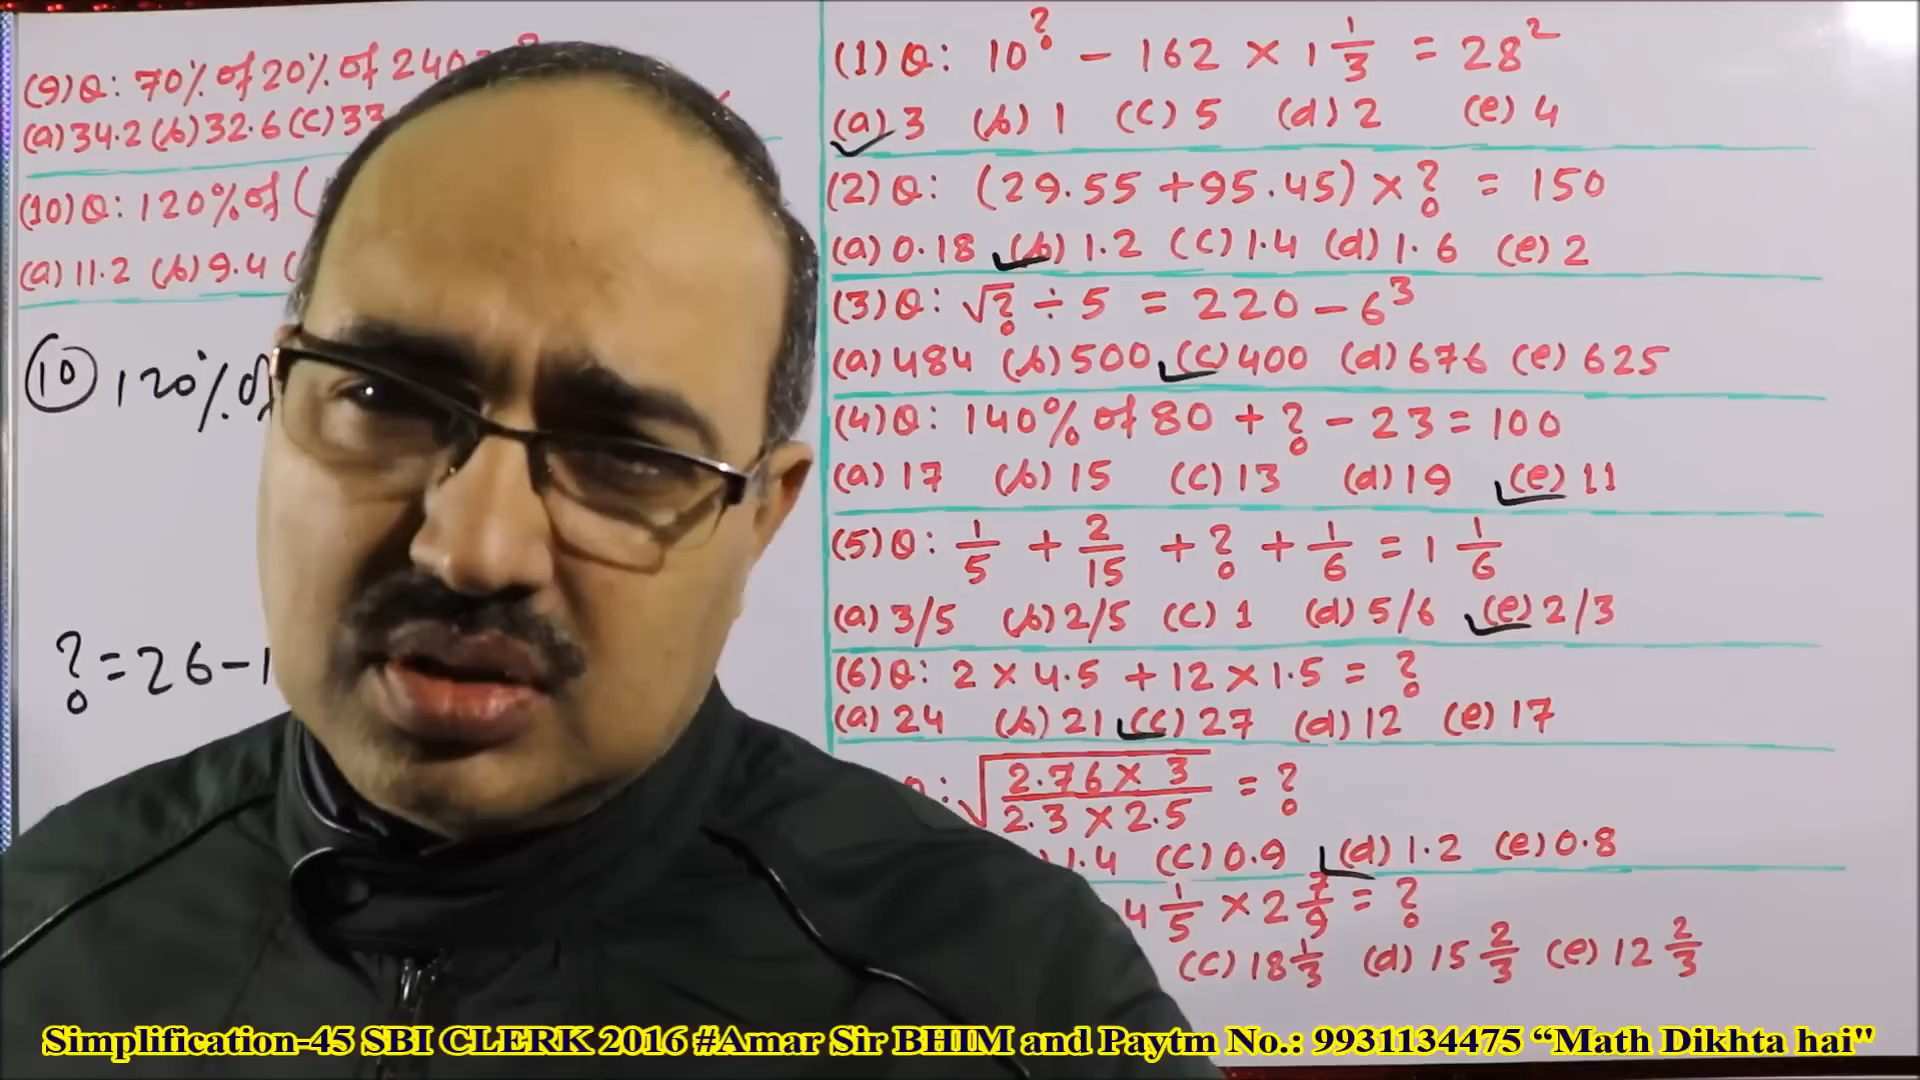 (9) Q: 70% of 20% of 240
(a) 34.2 (b) 32.6 (c) 33
(10) Q: 120% of (
(a) 11.2 (b) 9.4 (
(10) 120% of
? = 26 - 1
(1) Q: 10^? - 162 × 1 1/3 = 28²
(a) 3 (b) 1 (c) 5 (d) 2 (e) 4
(2) Q: (29.55 + 95.45) × ? = 150
(a) 0.18 (b) 1.2 (c) 1.4 (d) 1.6 (e) 2
(3) Q: √? ÷ 5 = 220 - 6³
(a) 484 (b) 500 (c) 400 (d) 676 (e) 625
(4) Q: 140% of 80 + ? - 23 = 100
(a) 17 (b) 15 (c) 13 (d) 19 (e) 11
(5) Q: 1/5 + 2/15 + ? + 1/6 = 1 1/6
(a) 3/5 (b) 2/5 (c) 1 (d) 5/6 (e) 2/3
(6) Q: 2 × 4.5 + 12 × 1.5 = ?
(a) 24 (b) 21 (c) 27 (d) 12 (e) 17
Q: √(2.76 × 3 / 2.3 × 2.5) = ?
) 1.4 (c) 0.9 (d) 1.2 (e) 0.8
4 1/5 × 2 7/9 = ?
(c) 18 1/3 (d) 15 2/3 (e) 12 2/3
Simplification-45 SBI CLERK 2016 #Amar Sir BHIM and Paytm No.: 9931134475 “Math Dikhta hai"